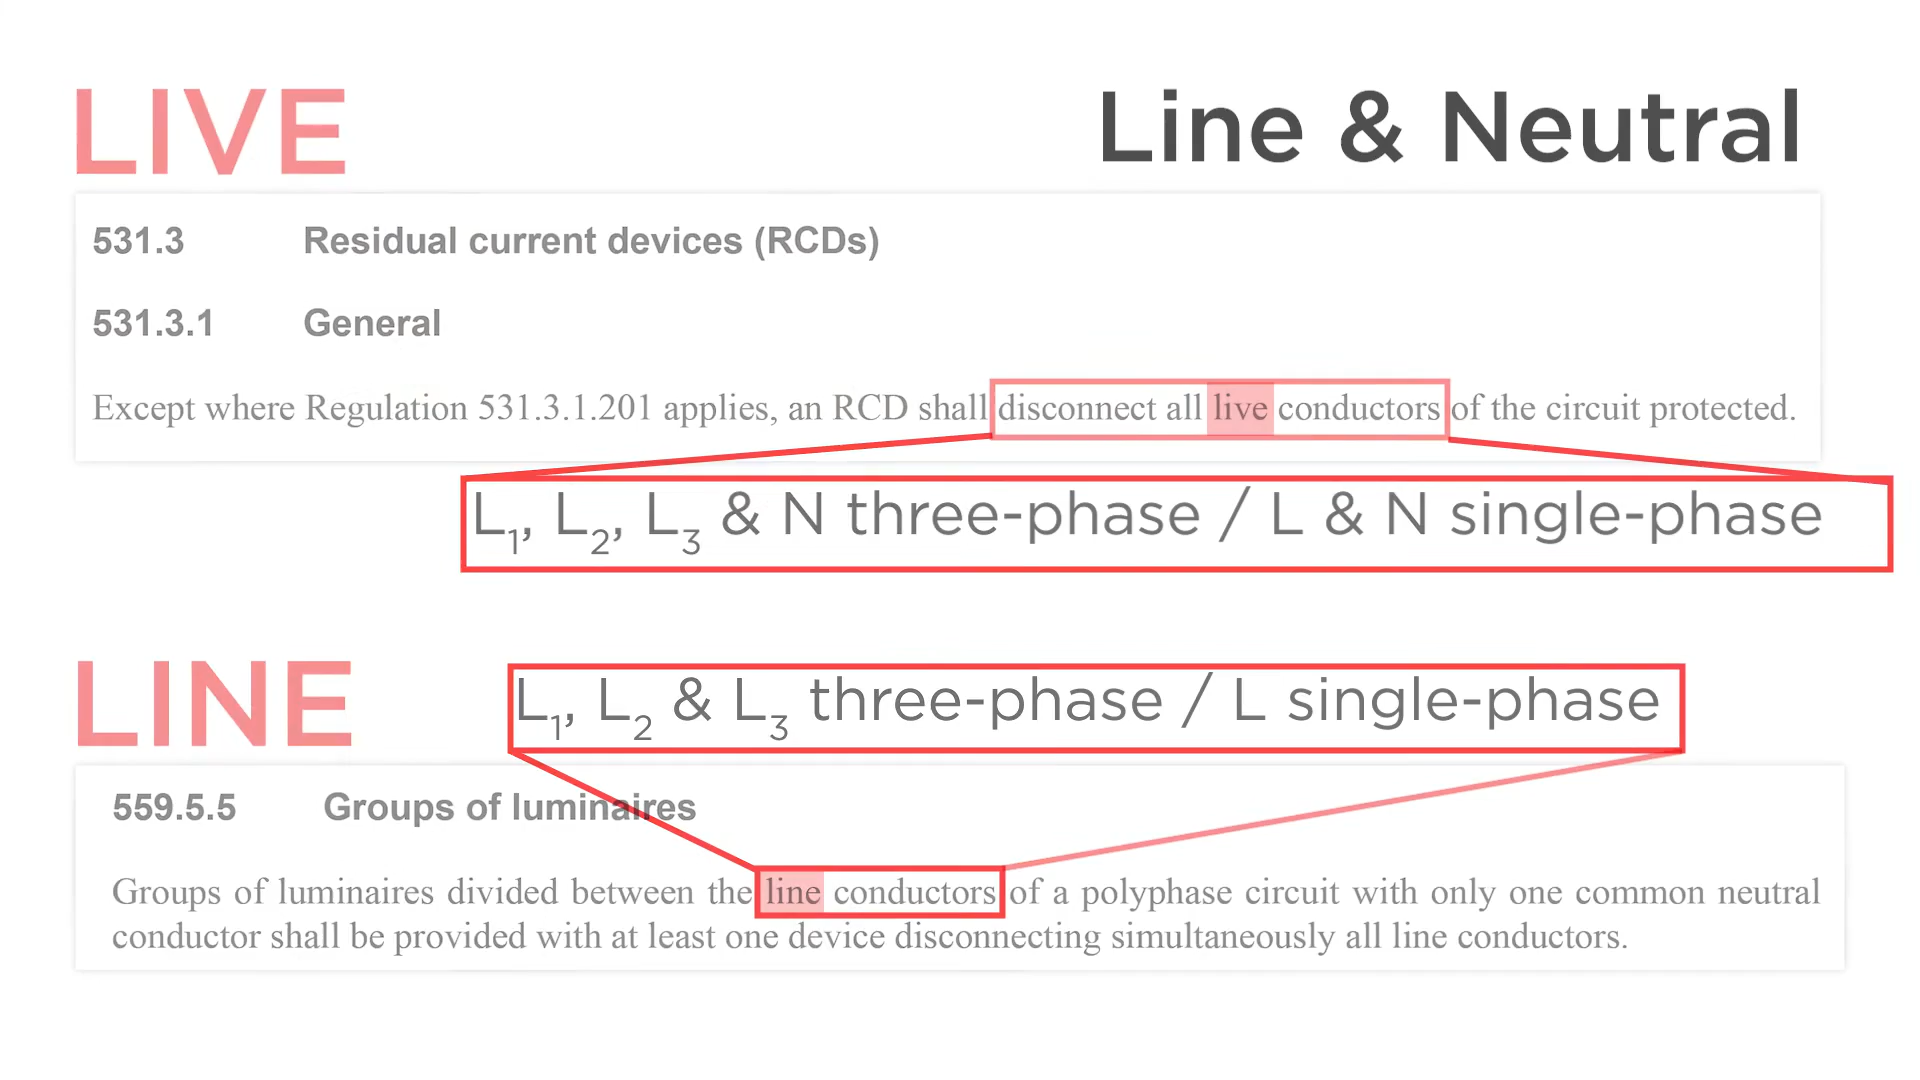 LIVE
Line & Neutral
531.3 Residual current devices (RCDs)
531.3.1 General
Except where Regulation 531.3.1.201 applies, an RCD shall disconnect all live conductors of the circuit protected.
L1, L2, L3 & N three-phase / L & N single-phase
LINE
L1, L2 & L3 three-phase / L single-phase
559.5.5 Groups of luminaires
Groups of luminaires divided between the line conductors of a polyphase circuit with only one common neutral
conductor shall be provided with at least one device disconnecting simultaneously all line conductors.